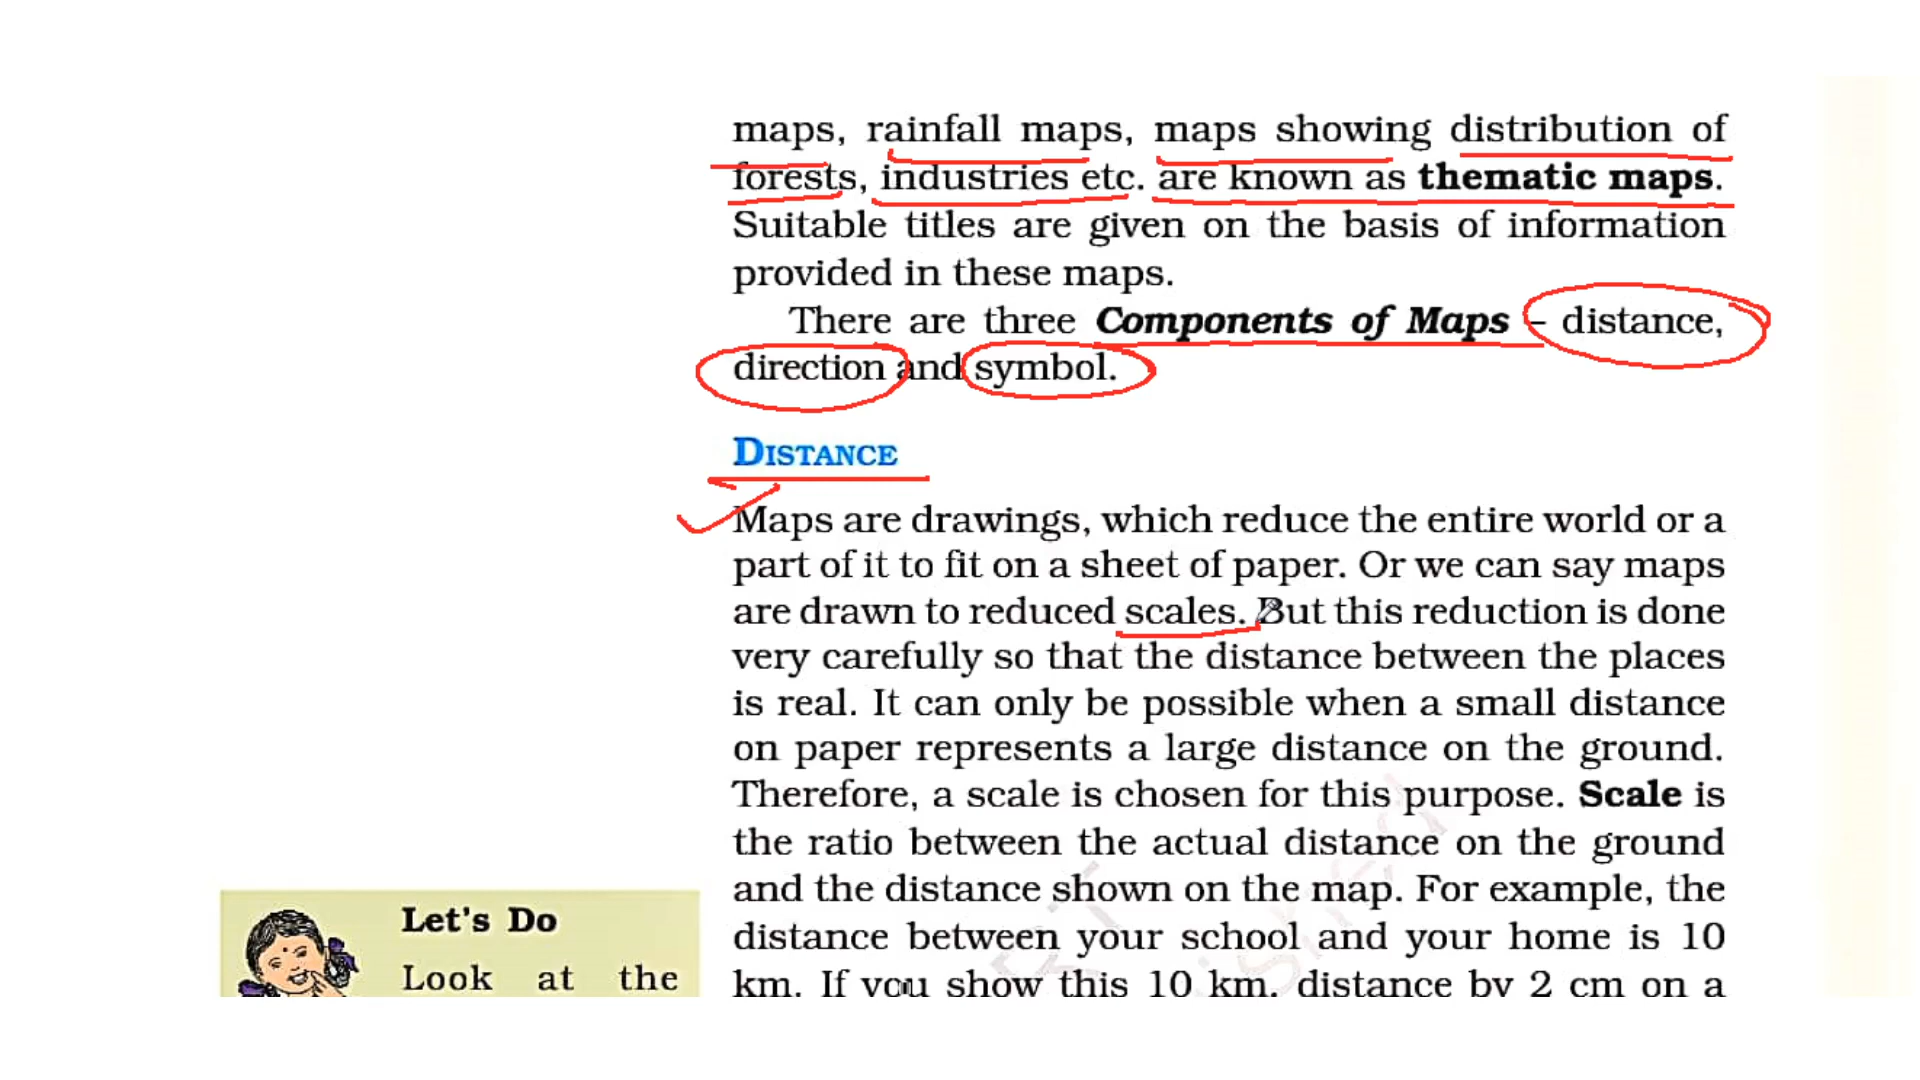 maps, rainfall maps, maps showing distribution of
forests, industries etc. are known as thematic maps.
Suitable titles are given on the basis of information
provided in these maps.
There are three Components of Maps – distance,
direction and symbol.
DISTANCE
Maps are drawings, which reduce the entire world or a
part of it to fit on a sheet of paper. Or we can say maps
are drawn to reduced scales. But this reduction is done
very carefully so that the distance between the places
is real. It can only be possible when a small distance
on paper represents a large distance on the ground.
Therefore, a scale is chosen for this purpose. Scale is
the ratio between the actual distance on the ground
and the distance shown on the map. For example, the
distance between your school and your home is 10
km. If you show this 10 km. distance by 2 cm on a
Let's Do
Look at the